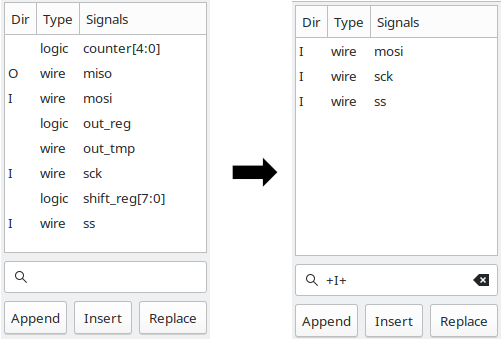 Dir Type Signals
logic counter[4:0]
O wire miso
I wire mosi
logic out_reg
wire out_tmp
I wire sck
logic shift_reg[7:0]
I wire ss
Append Insert Replace
Dir Type Signals
I wire mosi
I wire sck
I wire ss
+I+
Append Insert Replace